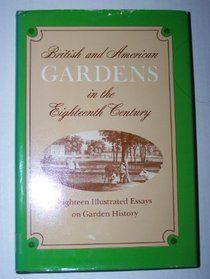 British and American
GARDENS
in the
Eighteenth Century
Eighteen Illustrated Essays
on Garden History